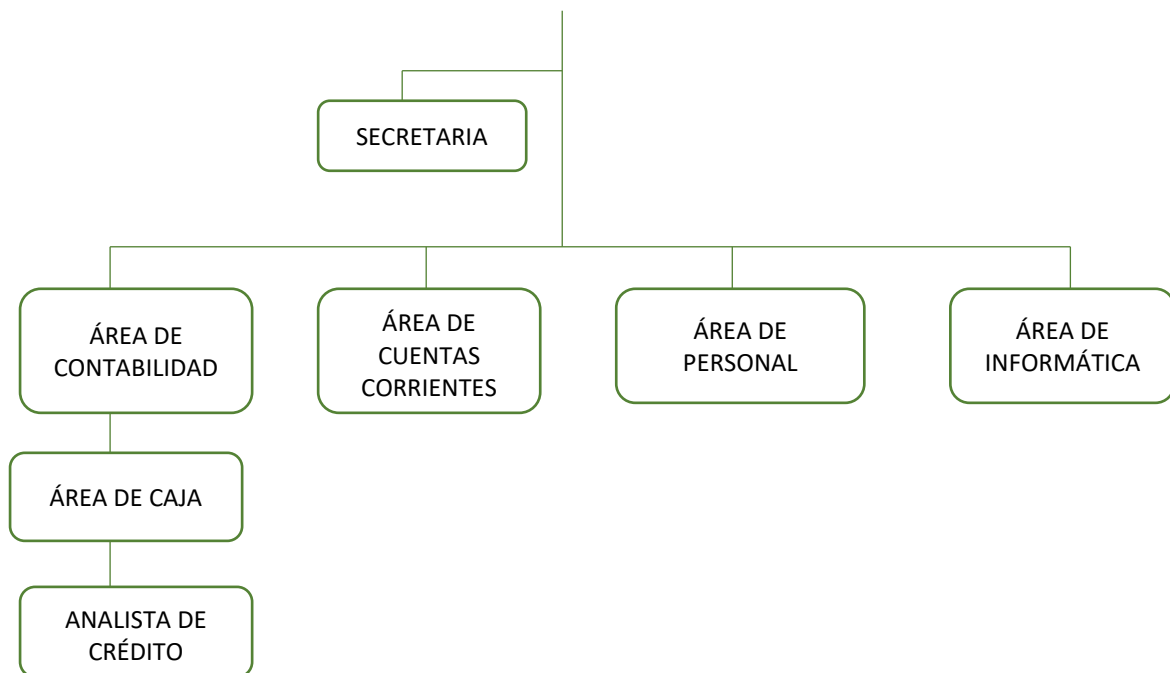 SECRETARIA
ÁREA DE
CONTABILIDAD
ÁREA DE
CUENTAS
CORRIENTES
ÁREA DE
PERSONAL
ÁREA DE
INFORMÁTICA
ÁREA DE CAJA
ANALISTA DE
CRÉDITO